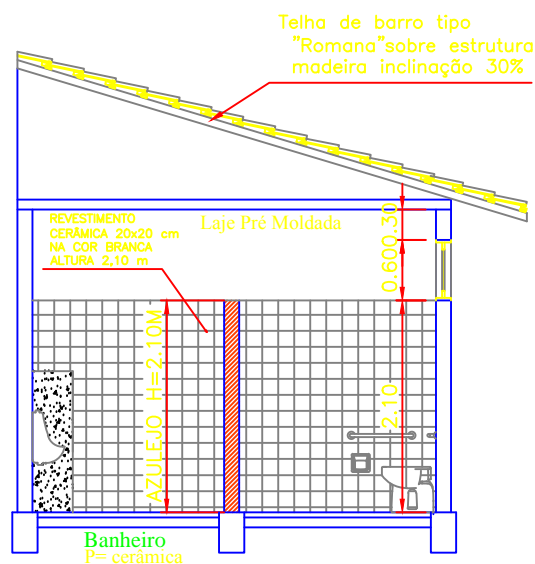 Telha de barro tipo
"Romana"sobre estrutura
madeira inclinação 30%
REVESTIMENTO
CERÂMICA 20x20 cm
NA COR BRANCA
ALTURA 2,10 m
Laje Pré Moldada
0.30
0.60
AZULEJO H=2.10M
2.10
Banheiro
P= cerâmica